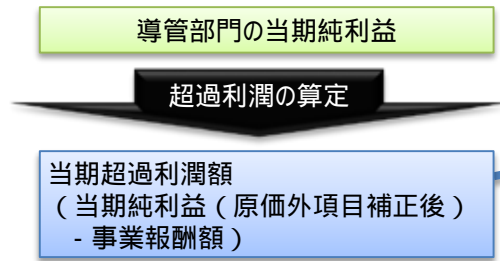 導管部門の当期純利益
超過利潤の算定
当期超過利潤額
（当期純利益（原価外項目補正後）
－事業報酬額）